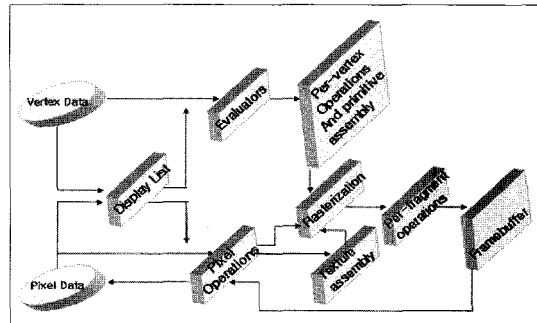 Vertex Data
Evaluators
Per-vertex
Operations
And primitive
assembly
Display List
Rasterization
Per-fragment
operations
Framebuffer
Pixel
Operations
Texture
assembly
Pixel Data